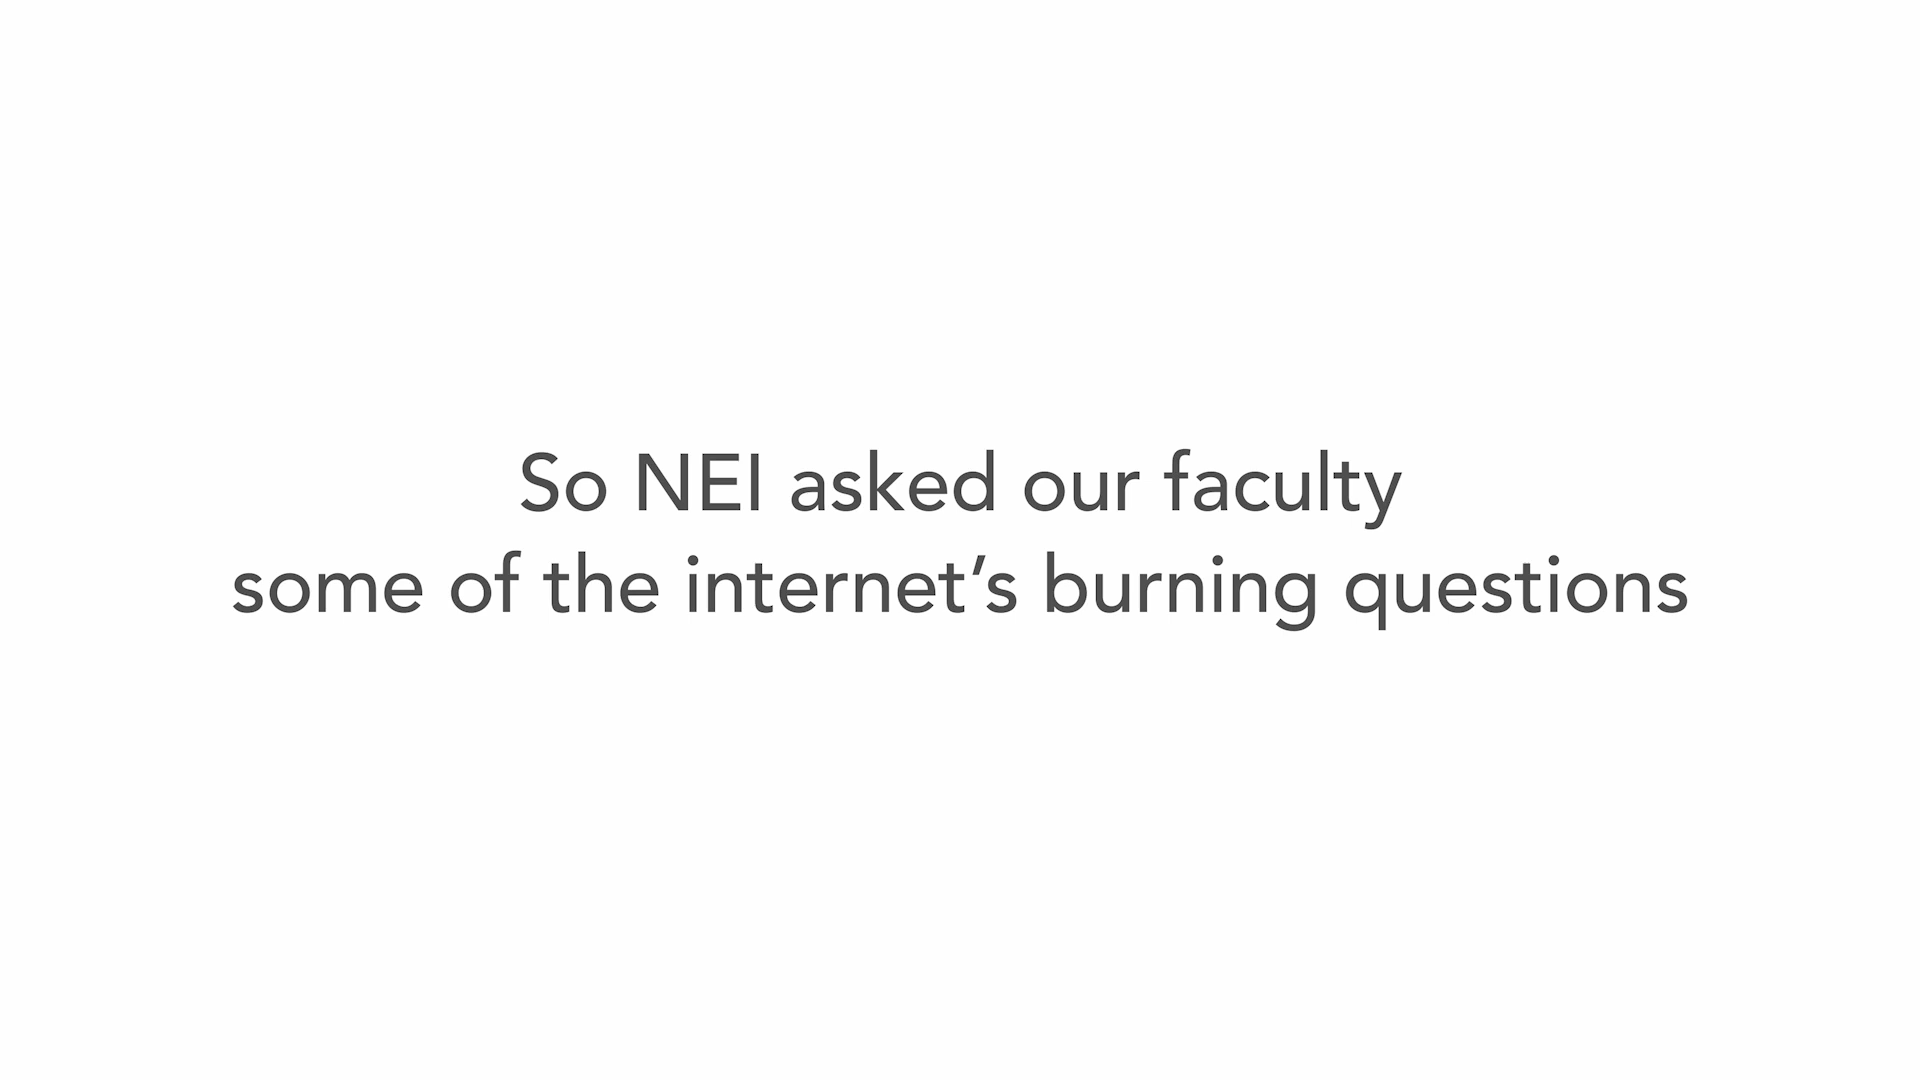 So NEI asked our faculty
some of the internet’s burning questions